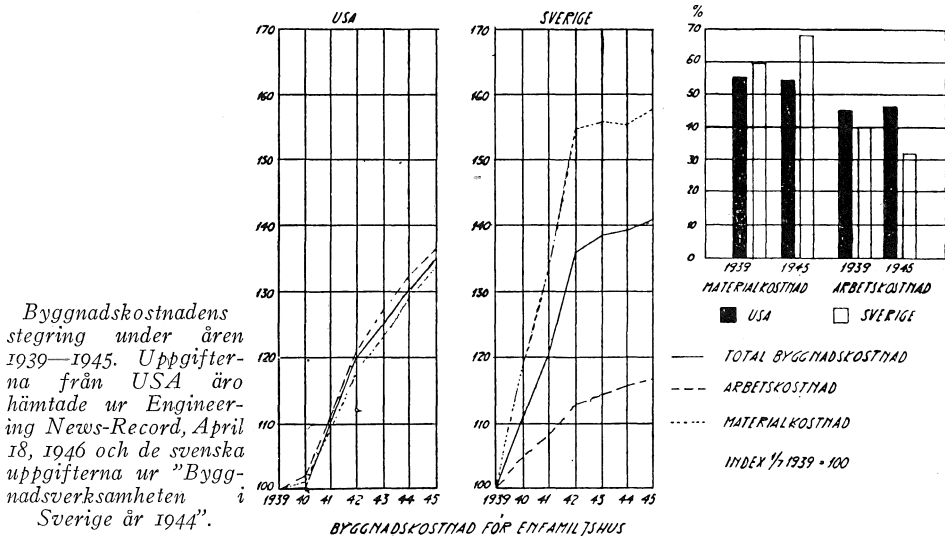 Byggnadskostnadens
stegring under åren
1939—1945. Uppgifter-
na från USA äro
hämtade ur Engineer-
ing News-Record, April
18, 1946 och de svenska
uppgifterna ur "Bygg-
nadsverksamheten i
Sverige år 1944".
USA
170
160
150
140
130
120
110
100
1939 40 41 42 43 44 45
SVERIGE
170
160
150
140
130
120
110
100
1939 40 41 42 43 44 45
BYGGNADSKOSTNAD FÖR ENFAMILJSHUS
%
70
60
50
40
30
20
10
0
1939 1945 1939 1945
MATERIALKOSTNAD ARBETSKOSTNAD
USA SVERIGE
TOTAL BYGGNADSKOSTNAD
ARBETSKOSTNAD
MATERIALKOSTNAD
INDEX 1/7 1939 = 100